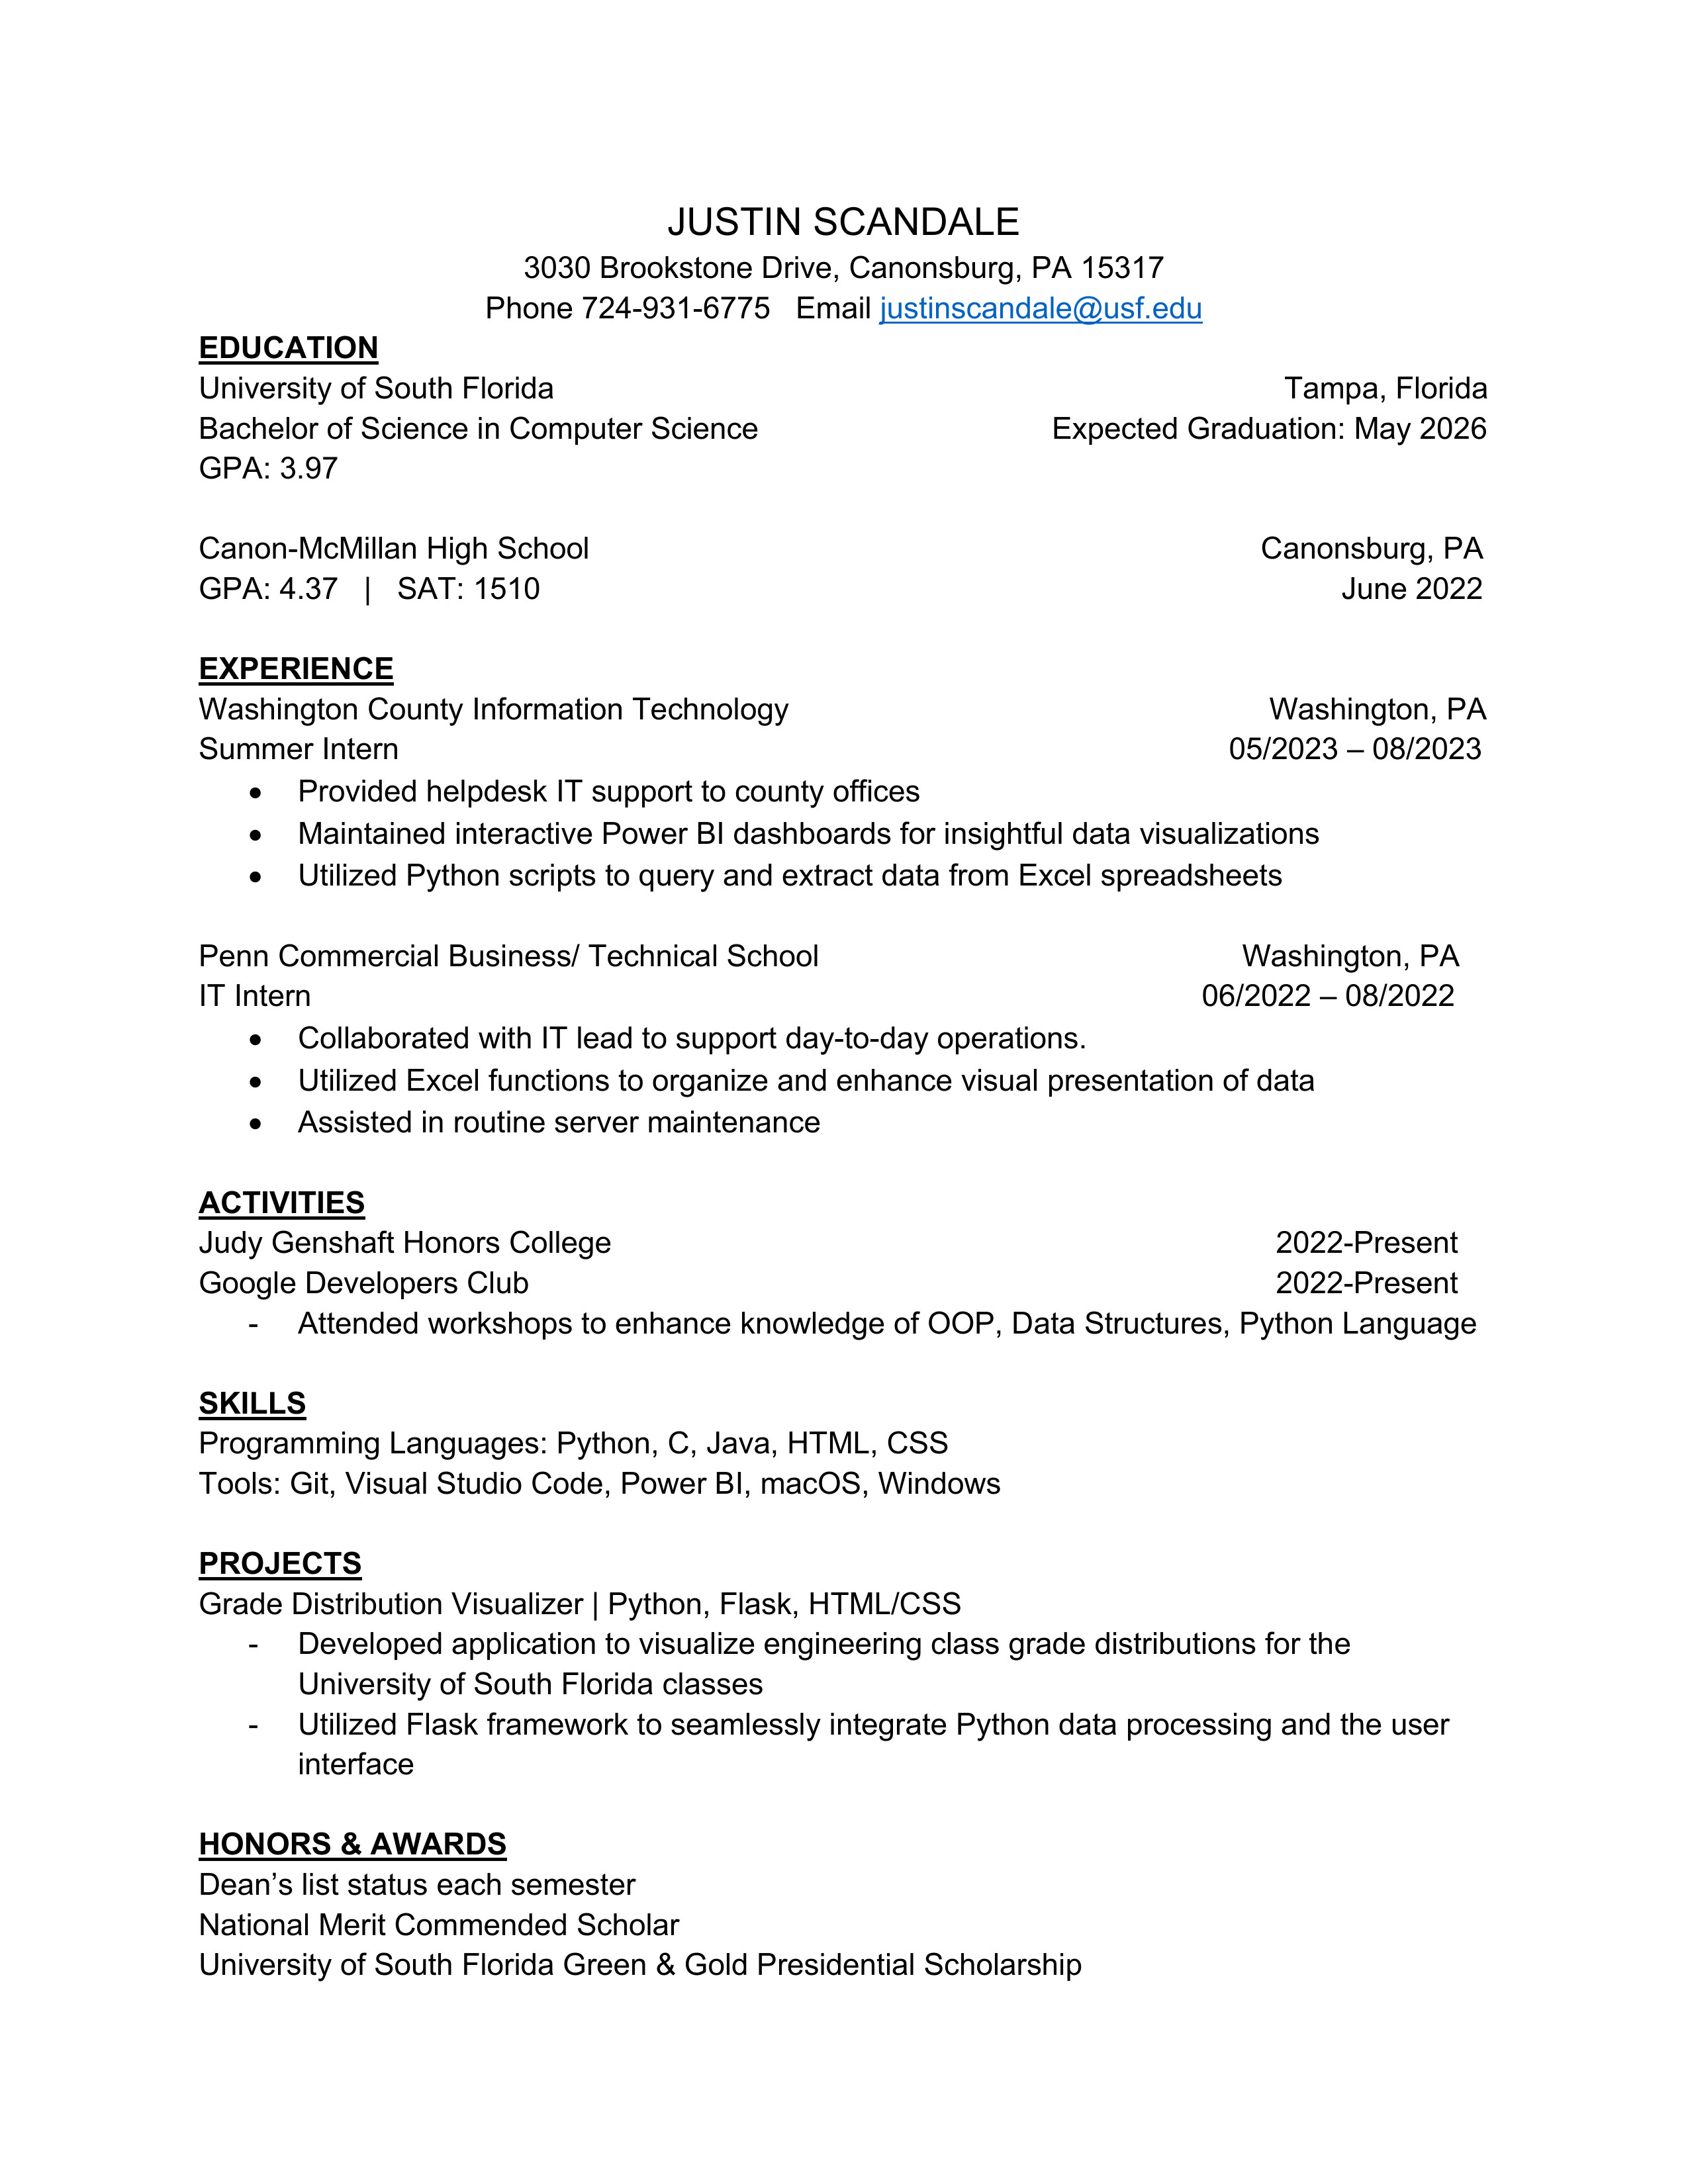 JUSTIN SCANDALE
3030 Brookstone Drive, Canonsburg, PA 15317
Phone 724-931-6775 Email justinscandale@usf.edu
EDUCATION
University of South Florida Tampa, Florida
Bachelor of Science in Computer Science Expected Graduation: May 2026
GPA: 3.97
Canon-McMillan High School Canonsburg, PA
GPA: 4.37 | SAT: 1510 June 2022
EXPERIENCE
Washington County Information Technology Washington, PA
Summer Intern 05/2023 – 08/2023
• Provided helpdesk IT support to county offices
• Maintained interactive Power BI dashboards for insightful data visualizations
• Utilized Python scripts to query and extract data from Excel spreadsheets
Penn Commercial Business/ Technical School Washington, PA
IT Intern 06/2022 – 08/2022
• Collaborated with IT lead to support day-to-day operations.
• Utilized Excel functions to organize and enhance visual presentation of data
• Assisted in routine server maintenance
ACTIVITIES
Judy Genshaft Honors College 2022-Present
Google Developers Club 2022-Present
- Attended workshops to enhance knowledge of OOP, Data Structures, Python Language
SKILLS
Programming Languages: Python, C, Java, HTML, CSS
Tools: Git, Visual Studio Code, Power BI, macOS, Windows
PROJECTS
Grade Distribution Visualizer | Python, Flask, HTML/CSS
- Developed application to visualize engineering class grade distributions for the
University of South Florida classes
- Utilized Flask framework to seamlessly integrate Python data processing and the user
interface
HONORS & AWARDS
Dean’s list status each semester
National Merit Commended Scholar
University of South Florida Green & Gold Presidential Scholarship